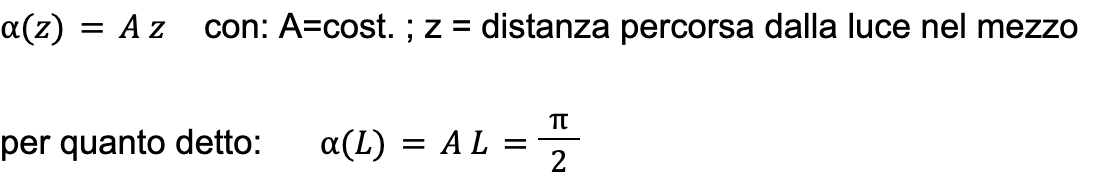 α(z) = A z con: A=cost. ; z = distanza percorsa dalla luce nel mezzo
per quanto detto: α(L) = A L = π/2